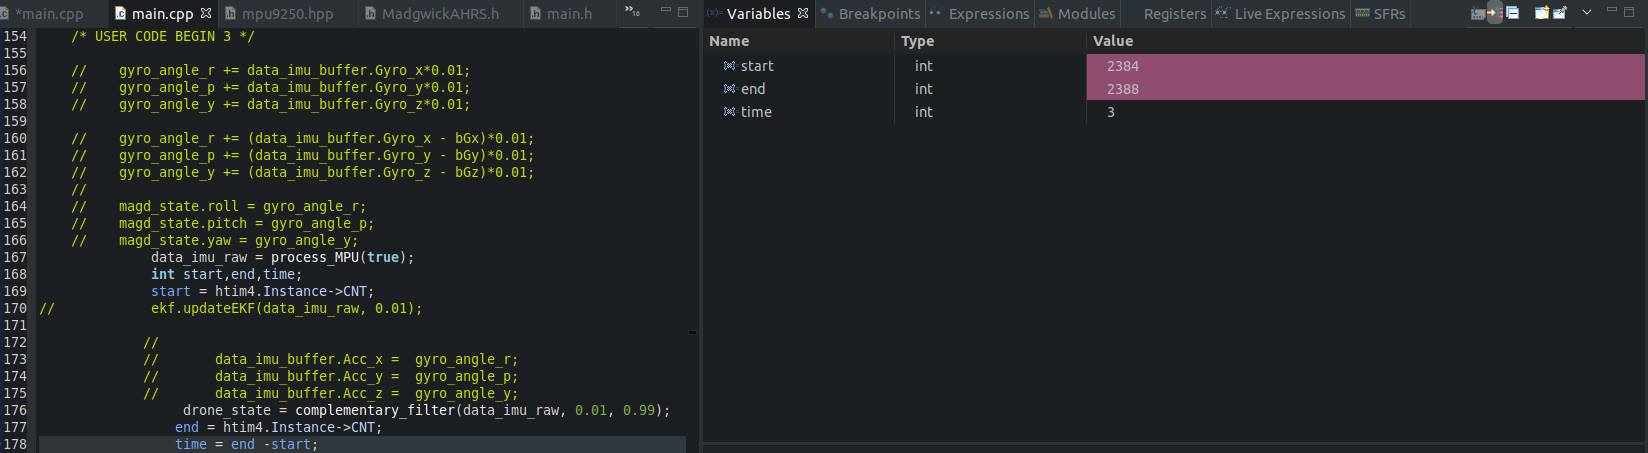 *main.cpp main.cpp mpu9250.hpp MadgwickAHRS.h main.h »10
154 /* USER CODE BEGIN 3 */
155
156 // gyro_angle_r += data_imu_buffer.Gyro_x*0.01;
157 // gyro_angle_p += data_imu_buffer.Gyro_y*0.01;
158 // gyro_angle_y += data_imu_buffer.Gyro_z*0.01;
159
160 // gyro_angle_r += (data_imu_buffer.Gyro_x - bGx)*0.01;
161 // gyro_angle_p += (data_imu_buffer.Gyro_y - bGy)*0.01;
162 // gyro_angle_y += (data_imu_buffer.Gyro_z - bGz)*0.01;
163 //
164 // magd_state.roll = gyro_angle_r;
165 // magd_state.pitch = gyro_angle_p;
166 // magd_state.yaw = gyro_angle_y;
167 data_imu_raw = process_MPU(true);
168 int start,end,time;
169 start = htim4.Instance->CNT;
170 // ekf.updateEKF(data_imu_raw, 0.01);
171
172 //
173 // data_imu_buffer.Acc_x = gyro_angle_r;
174 // data_imu_buffer.Acc_y = gyro_angle_p;
175 // data_imu_buffer.Acc_z = gyro_angle_y;
176 drone_state = complementary_filter(data_imu_raw, 0.01, 0.99);
177 end = htim4.Instance->CNT;
178 time = end -start;
(x)= Variables Breakpoints Expressions Modules Registers Live Expressions SFRs
Name Type Value
start int 2384
end int 2388
time int 3